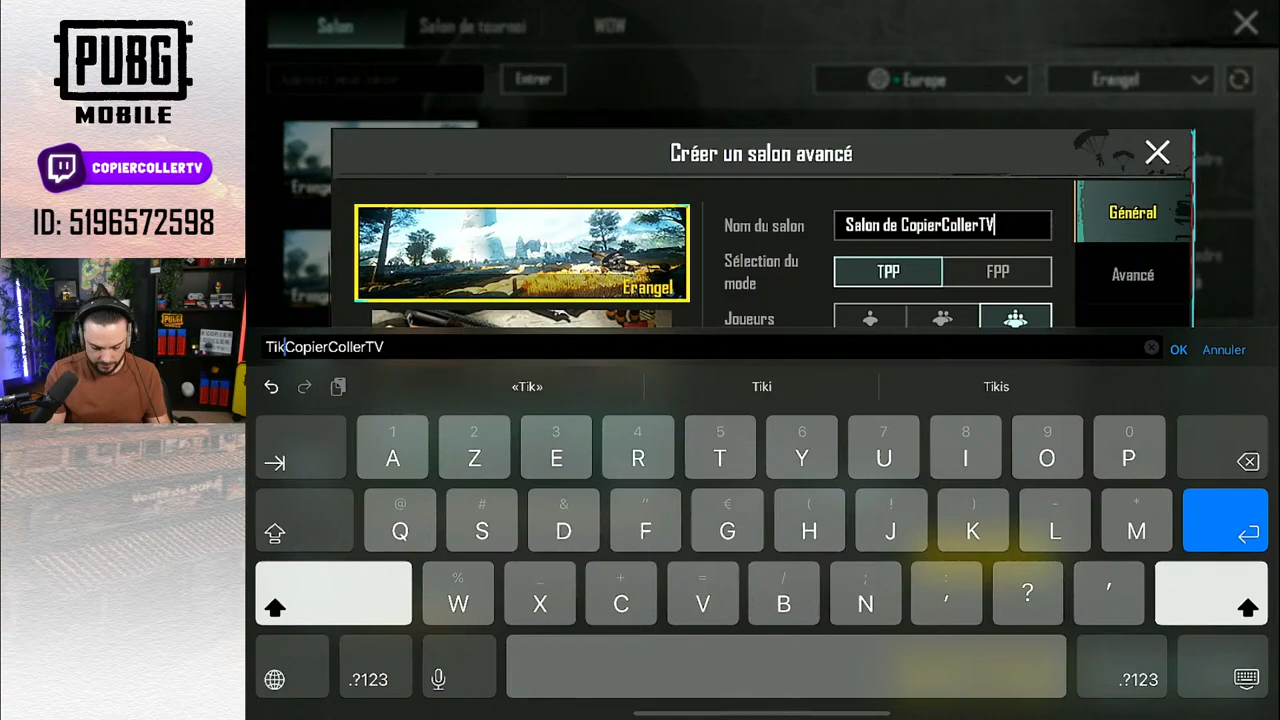 PUBG
MOBILE
COPIERCOLLERTV
ID: 5196572598
Salon
Salon de tournoi
WOW
Entrer
Europe
Erangel
Créer un salon avancé
Erangel
Nom du salon
Salon de CopierCollerTV
Sélection du
mode
TPP
FPP
Joueurs
Général
Avancé
TikCopierCollerTV
OK
Annuler
«Tik»
Tiki
Tikis
1 2 3 4 5 6 7 8 9 0
A Z E R T Y U I O P
@ # & " € ( ! ) - *
Q S D F G H J K L M
% _ + = / ; :
W X C V B N , ? '
.?123
.?123